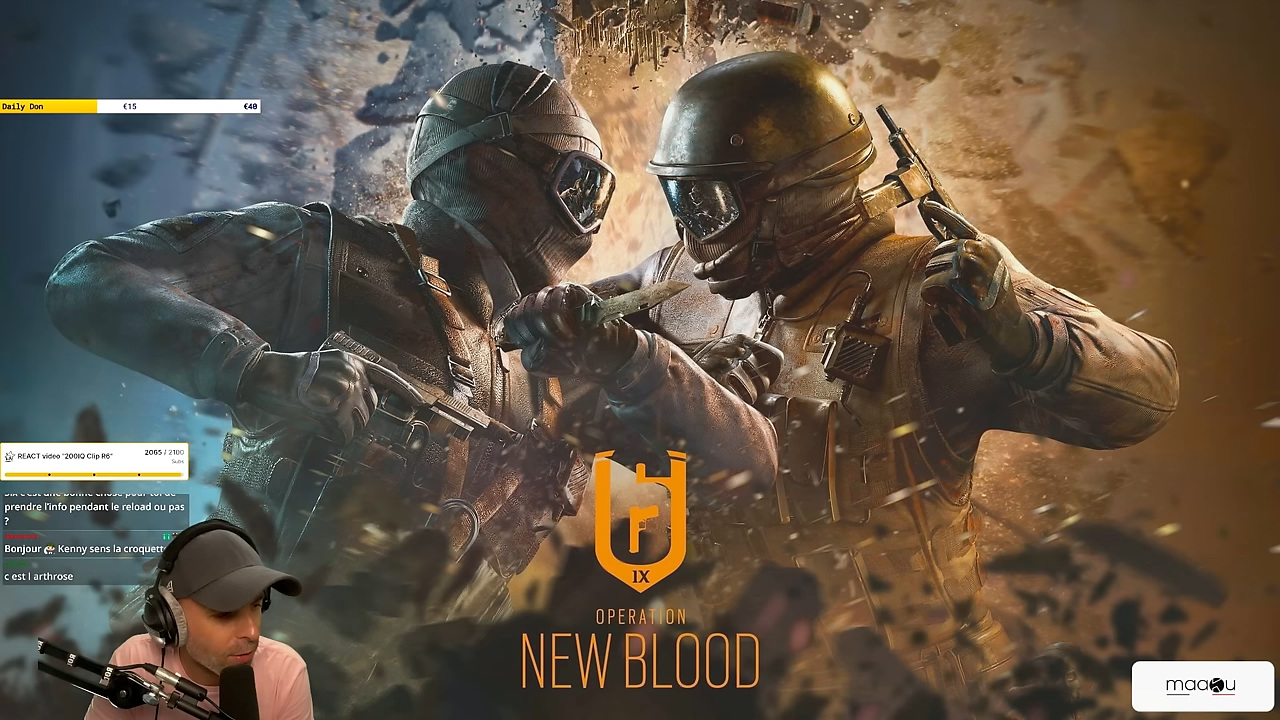 Daily Don €15 €40
REACT video "200IQ Clip R6" 2065 / 2100
Subs
prendre l'info pendant le reload ou pas
?
Bonjour Kenny sens la croquett
c est l arthrose
IX
OPERATION
NEW BLOOD
maaou